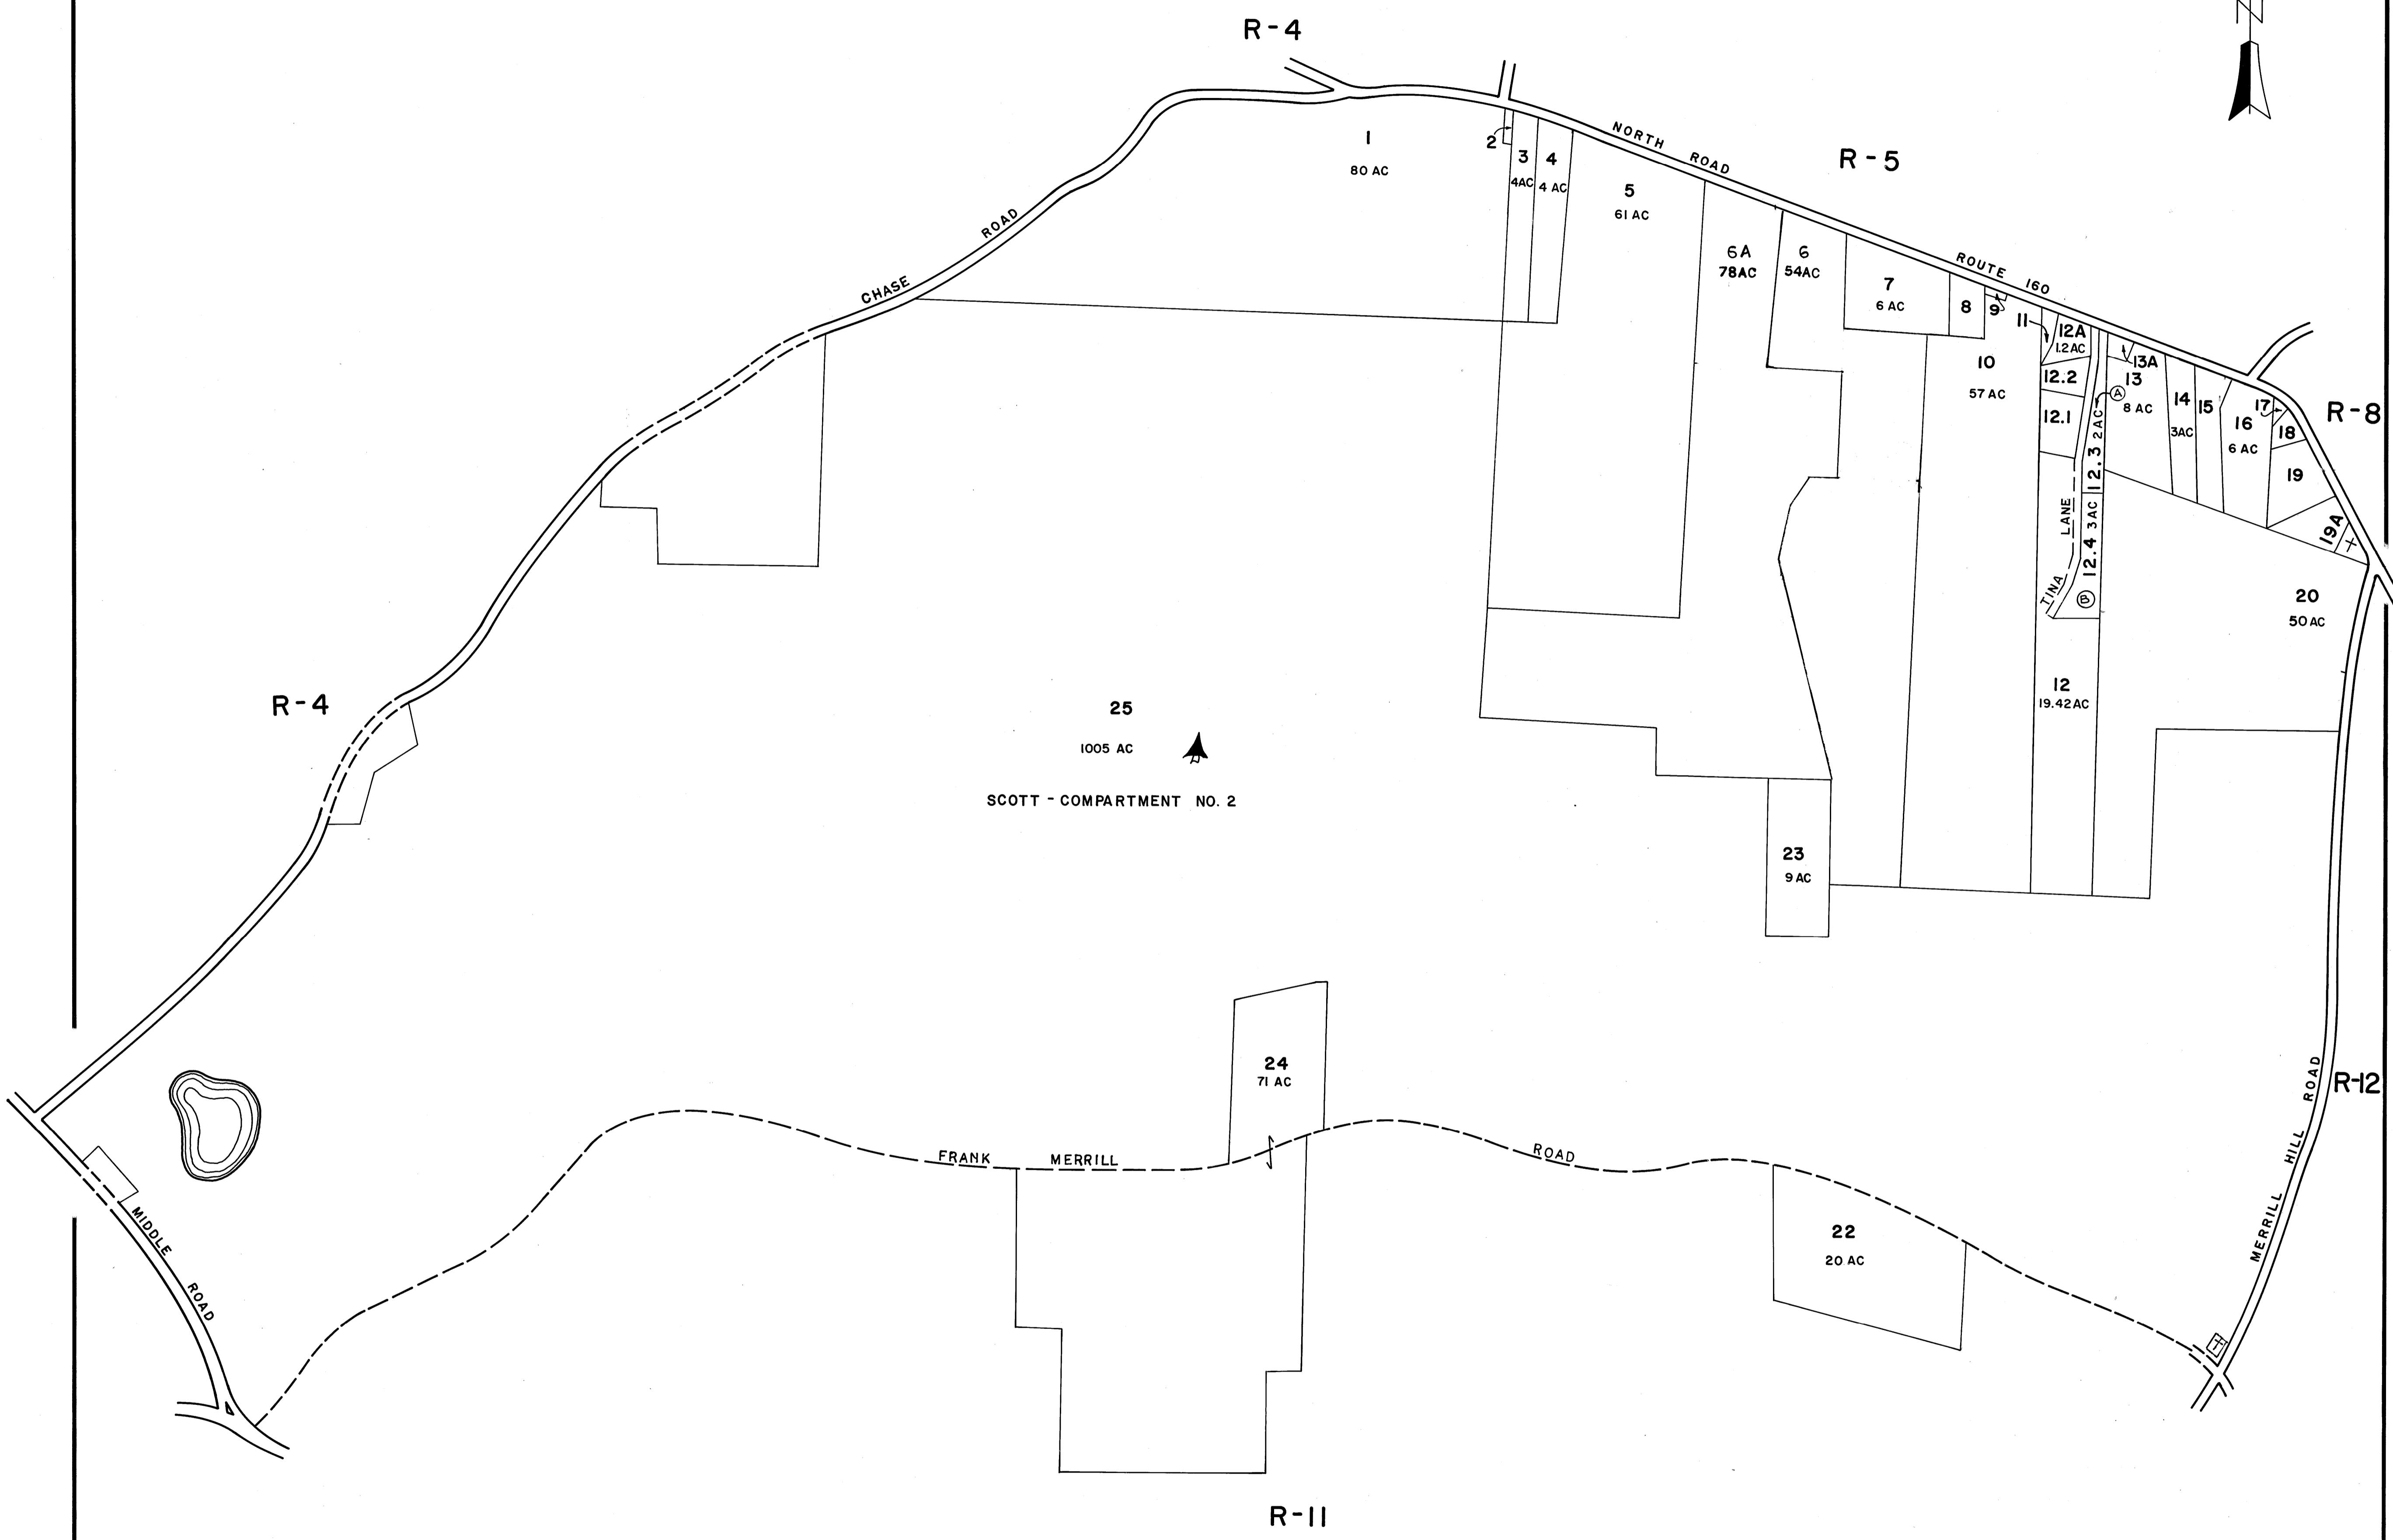 R-4
N
R-5
NORTH ROAD
ROUTE 160
CHASE ROAD
1
80 AC
2
3
4AC
4
4 AC
5
61 AC
6A
78AC
6
54AC
7
6 AC
8
9
10
57 AC
11
12A
1.2AC
12.2
12.1
12.3 2AC
A
12.4 3AC
B
TINA LANE
12
19.42AC
13A
13
8 AC
14
3AC
15
16
6 AC
17
18
19
19A
R-8
20
50 AC
R-4
25
1005 AC
SCOTT - COMPARTMENT NO. 2
23
9 AC
24
71 AC
FRANK MERRILL ROAD
22
20 AC
MERRILL HILL ROAD
R-12
MIDDLE ROAD
R-11